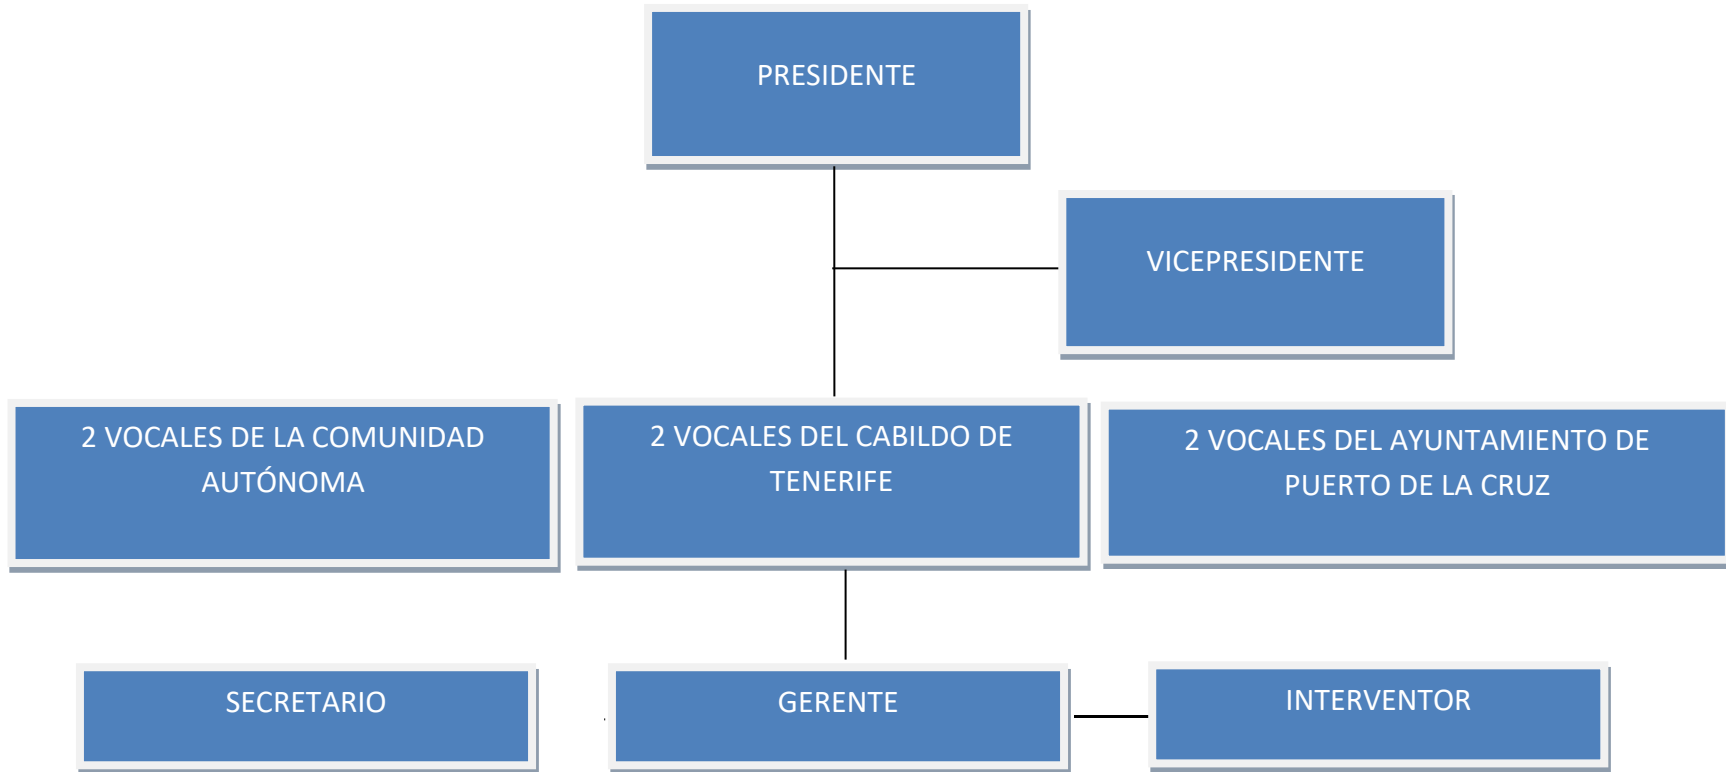 PRESIDENTE
VICEPRESIDENTE
2 VOCALES DE LA COMUNIDAD
AUTÓNOMA
2 VOCALES DEL CABILDO DE
TENERIFE
2 VOCALES DEL AYUNTAMIENTO DE
PUERTO DE LA CRUZ
SECRETARIO
GERENTE
INTERVENTOR